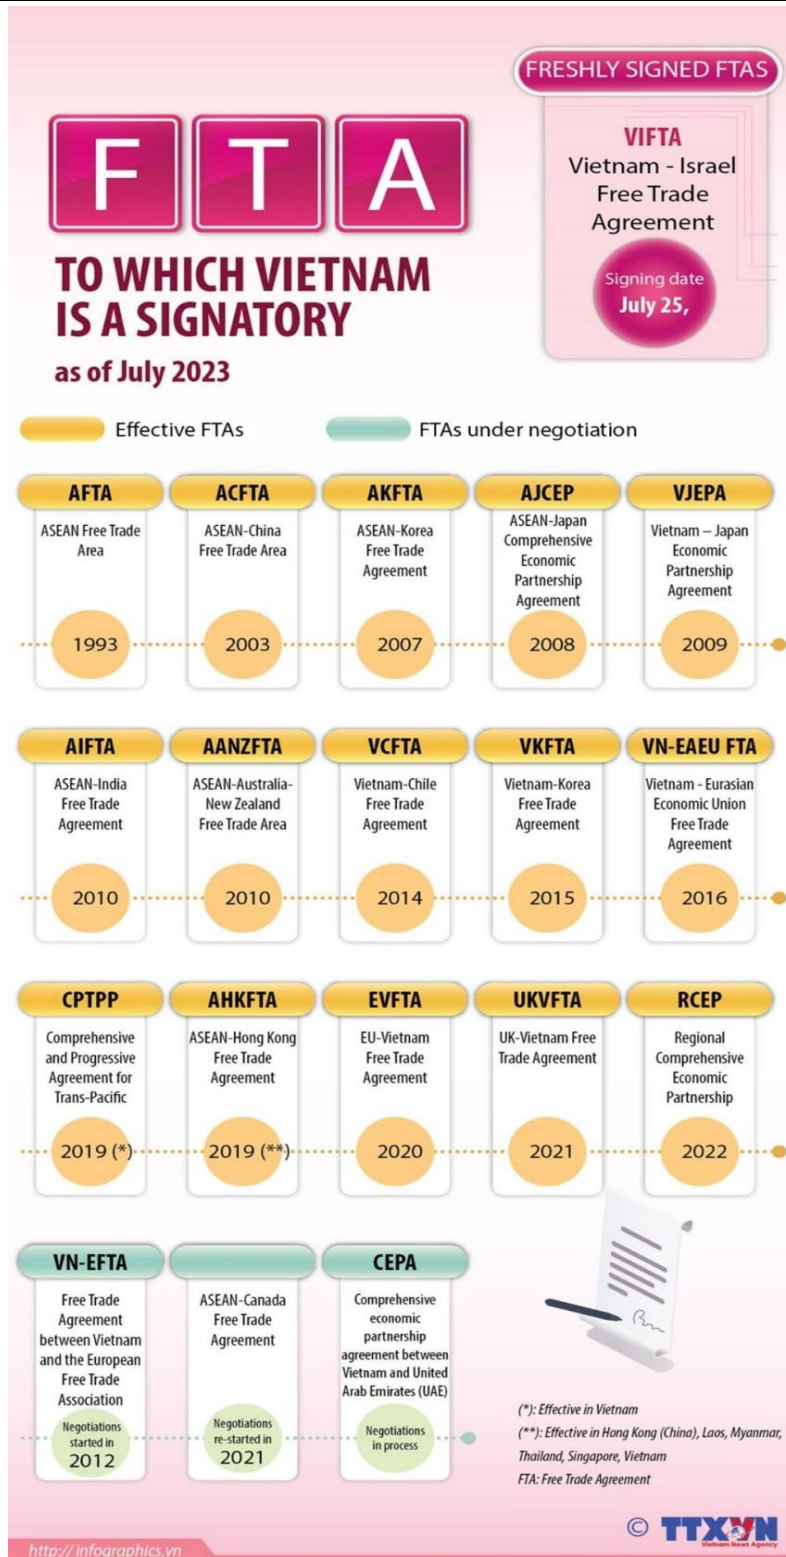 FRESHLY SIGNED FTAS
VIFTA
Vietnam - Israel
Free Trade
Agreement
Signing date
July 25,
F T A
TO WHICH VIETNAM
IS A SIGNATORY
as of July 2023
Effective FTAs
FTAs under negotiation
AFTA
ASEAN Free Trade
Area
1993
ACFTA
ASEAN-China
Free Trade Area
2003
AKFTA
ASEAN-Korea
Free Trade
Agreement
2007
AJCEP
ASEAN-Japan
Comprehensive
Economic
Partnership
Agreement
2008
VJEPA
Vietnam – Japan
Economic
Partnership
Agreement
2009
AIFTA
ASEAN-India
Free Trade
Agreement
2010
AANZFTA
ASEAN-Australia-
New Zealand
Free Trade Area
2010
VCFTA
Vietnam-Chile
Free Trade
Agreement
2014
VKFTA
Vietnam-Korea
Free Trade
Agreement
2015
VN-EAEU FTA
Vietnam - Eurasian
Economic Union
Free Trade
Agreement
2016
CPTPP
Comprehensive
and Progressive
Agreement for
Trans-Pacific
2019 (*)
AHKFTA
ASEAN-Hong Kong
Free Trade
Agreement
2019 (**)
EVFTA
EU-Vietnam
Free Trade
Agreement
2020
UKVFTA
UK-Vietnam Free
Trade Agreement
2021
RCEP
Regional
Comprehensive
Economic
Partnership
2022
VN-EFTA
Free Trade
Agreement
between Vietnam
and the European
Free Trade
Association
Negotiations
started in
2012
ASEAN-Canada
Free Trade
Agreement
Negotiations
re-started in
2021
CEPA
Comprehensive
economic
partnership
agreement between
Vietnam and United
Arab Emirates (UAE)
Negotiations
in process
(*): Effective in Vietnam
(**): Effective in Hong Kong (China), Laos, Myanmar,
Thailand, Singapore, Vietnam
FTA: Free Trade Agreement
© TTXVN
Vietnam News Agency
http:// infographics.vn